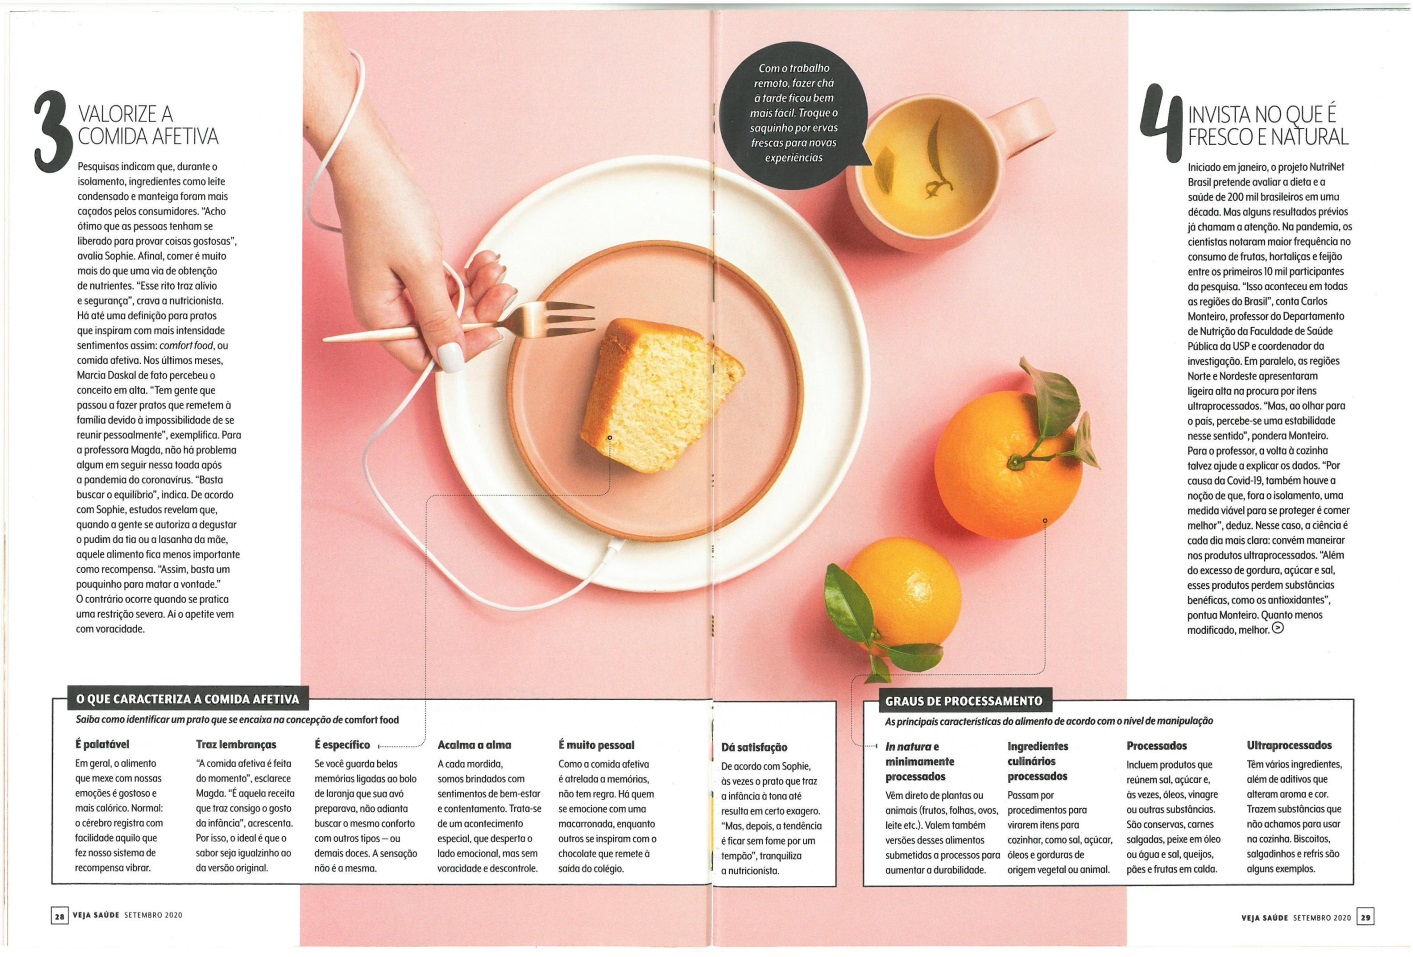 3
VALORIZE A
COMIDA AFETIVA
Pesquisas indicam que, durante o
isolamento, ingredientes como leite
condensado e manteiga foram mais
caçados pelos consumidores. “Acho
ótimo que as pessoas tenham se
liberado para provar coisas gostosas”,
avalia Sophie. Afinal, comer é muito
mais do que uma via de obtenção
de nutrientes. “Esse rito traz alívio
e segurança”, crava a nutricionista.
Há até uma definição para pratos
que inspiram com mais intensidade
sentimentos assim: comfort food, ou
comida afetiva. Nos últimos meses,
Marcia Daskal de fato percebeu o
conceito em alta. “Tem gente que
passou a fazer pratos que remetem à
família devido à impossibilidade de se
reunir pessoalmente”, exemplifica. Para
a professora Magda, não há problema
algum em seguir nessa toada após
a pandemia do coronavírus. “Basta
buscar o equilíbrio”, indica. De acordo
com Sophie, estudos revelam que,
quando a gente se autoriza a degustar
o pudim da tia ou a lasanha da mãe,
aquele alimento fica menos importante
como recompensa. “Assim, basta um
pouquinho para matar a vontade.”
O contrário ocorre quando se pratica
uma restrição severa. Aí o apetite vem
com voracidade.
Com o trabalho
remoto, fazer chá
à tarde ficou bem
mais fácil. Troque o
saquinho por ervas
frescas para novas
experiências
4
INVISTA NO QUE É
FRESCO E NATURAL
Iniciado em janeiro, o projeto NutriNet
Brasil pretende avaliar a dieta e a
saúde de 200 mil brasileiros em uma
década. Mas alguns resultados prévios
já chamam a atenção. Na pandemia, os
cientistas notaram maior frequência no
consumo de frutas, hortaliças e feijão
entre os primeiros 10 mil participantes
da pesquisa. “Isso aconteceu em todas
as regiões do Brasil”, conta Carlos
Monteiro, professor do Departamento
de Nutrição da Faculdade de Saúde
Pública da USP e coordenador da
investigação. Em paralelo, as regiões
Norte e Nordeste apresentaram
ligeira alta na procura por itens
ultraprocessados. “Mas, ao olhar para
o país, percebe-se uma estabilidade
nesse sentido”, pondera Monteiro.
Para o professor, a volta à cozinha
talvez ajude a explicar os dados. “Por
causa da Covid-19, também houve a
noção de que, fora o isolamento, uma
medida viável para se proteger é comer
melhor”, deduz. Nesse caso, a ciência é
cada dia mais clara: convém maneirar
nos produtos ultraprocessados. “Além
do excesso de gordura, açúcar e sal,
esses produtos perdem substâncias
benéficas, como os antioxidantes”,
pontua Monteiro. Quanto menos
modificado, melhor.
O QUE CARACTERIZA A COMIDA AFETIVA
Saiba como identificar um prato que se encaixa na concepção de comfort food
É palatável
Em geral, o alimento
que mexe com nossas
emoções é gostoso e
mais calórico. Normal:
o cérebro registra com
facilidade aquilo que
fez nosso sistema de
recompensa vibrar.
Traz lembranças
“A comida afetiva é feita
do momento”, esclarece
Magda. “É aquela receita
que traz consigo o gosto
da infância”, acrescenta.
Por isso, o ideal é que o
sabor seja igualzinho ao
da versão original.
É específico
Se você guarda belas
memórias ligadas ao bolo
de laranja que sua avó
preparava, não adianta
buscar o mesmo conforto
com outros tipos — ou
demais doces. A sensação
não é a mesma.
Acalma a alma
A cada mordida,
somos brindados com
sentimentos de bem-estar
e contentamento. Trata-se
de um acontecimento
especial, que desperta o
lado emocional, mas sem
voracidade e descontrole.
É muito pessoal
Como a comida afetiva
é atrelada a memórias,
não tem regra. Há quem
se emocione com uma
macarronada, enquanto
outros se inspiram com o
chocolate que remete à
saída do colégio.
Dá satisfação
De acordo com Sophie,
às vezes o prato que traz
a infância à tona até
resulta em certo exagero.
“Mas, depois, a tendência
é ficar sem fome por um
tempão”, tranquiliza
a nutricionista.
GRAUS DE PROCESSAMENTO
As principais características do alimento de acordo com o nível de manipulação
In natura e
minimamente
processados
Vêm direto de plantas ou
animais (frutos, folhas, ovos,
leite etc.). Valem também
versões desses alimentos
submetidas a processos para
aumentar a durabilidade.
Ingredientes
culinários
processados
Passam por
procedimentos para
virarem itens para
cozinhar, como sal, açúcar,
óleos e gorduras de
origem vegetal ou animal.
Processados
Incluem produtos que
reúnem sal, açúcar e,
às vezes, óleos, vinagre
ou outras substâncias.
São conservas, carnes
salgadas, peixe em óleo
ou água e sal, queijos,
pães e frutas em calda.
Ultraprocessados
Têm vários ingredientes,
além de aditivos que
alteram aroma e cor.
Trazem substâncias que
não achamos para usar
na cozinha. Biscoitos,
salgadinhos e refris são
alguns exemplos.
28 VEJA SAÚDE SETEMBRO 2020
VEJA SAÚDE SETEMBRO 2020 29